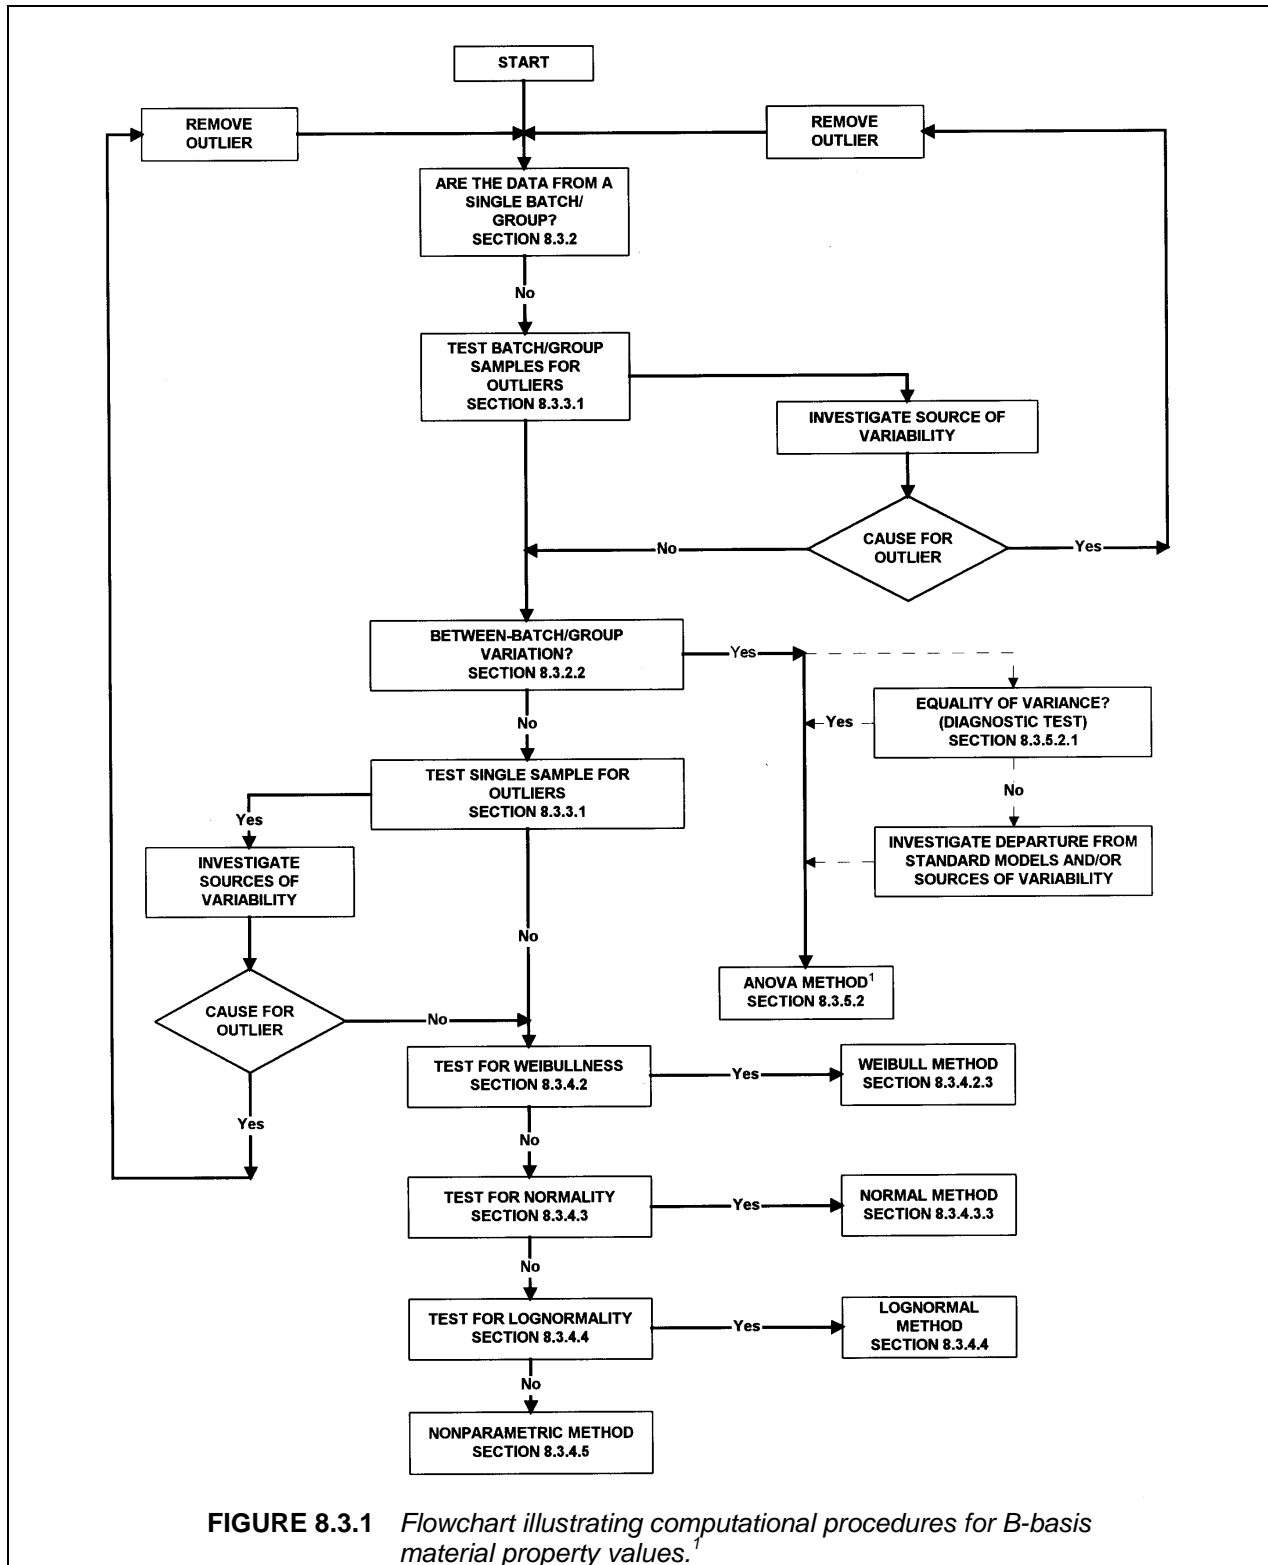 START
REMOVE
OUTLIER
REMOVE
OUTLIER
ARE THE DATA FROM A
SINGLE BATCH/
GROUP?
SECTION 8.3.2
No
TEST BATCH/GROUP
SAMPLES FOR
OUTLIERS
SECTION 8.3.3.1
INVESTIGATE SOURCE OF
VARIABILITY
CAUSE FOR
OUTLIER
No
Yes
BETWEEN-BATCH/GROUP
VARIATION?
SECTION 8.3.2.2
Yes
EQUALITY OF VARIANCE?
(DIAGNOSTIC TEST)
SECTION 8.3.5.2.1
Yes
No
No
TEST SINGLE SAMPLE FOR
OUTLIERS
SECTION 8.3.3.1
Yes
INVESTIGATE DEPARTURE FROM
STANDARD MODELS AND/OR
SOURCES OF VARIABILITY
INVESTIGATE
SOURCES OF
VARIABILITY
No
ANOVA METHOD¹
SECTION 8.3.5.2
CAUSE FOR
OUTLIER
No
Yes
TEST FOR WEIBULLNESS
SECTION 8.3.4.2
Yes
WEIBULL METHOD
SECTION 8.3.4.2.3
No
TEST FOR NORMALITY
SECTION 8.3.4.3
Yes
NORMAL METHOD
SECTION 8.3.4.3.3
No
TEST FOR LOGNORMALITY
SECTION 8.3.4.4
Yes
LOGNORMAL
METHOD
SECTION 8.3.4.4
No
NONPARAMETRIC METHOD
SECTION 8.3.4.5
FIGURE 8.3.1 Flowchart illustrating computational procedures for B-basis
material property values.¹